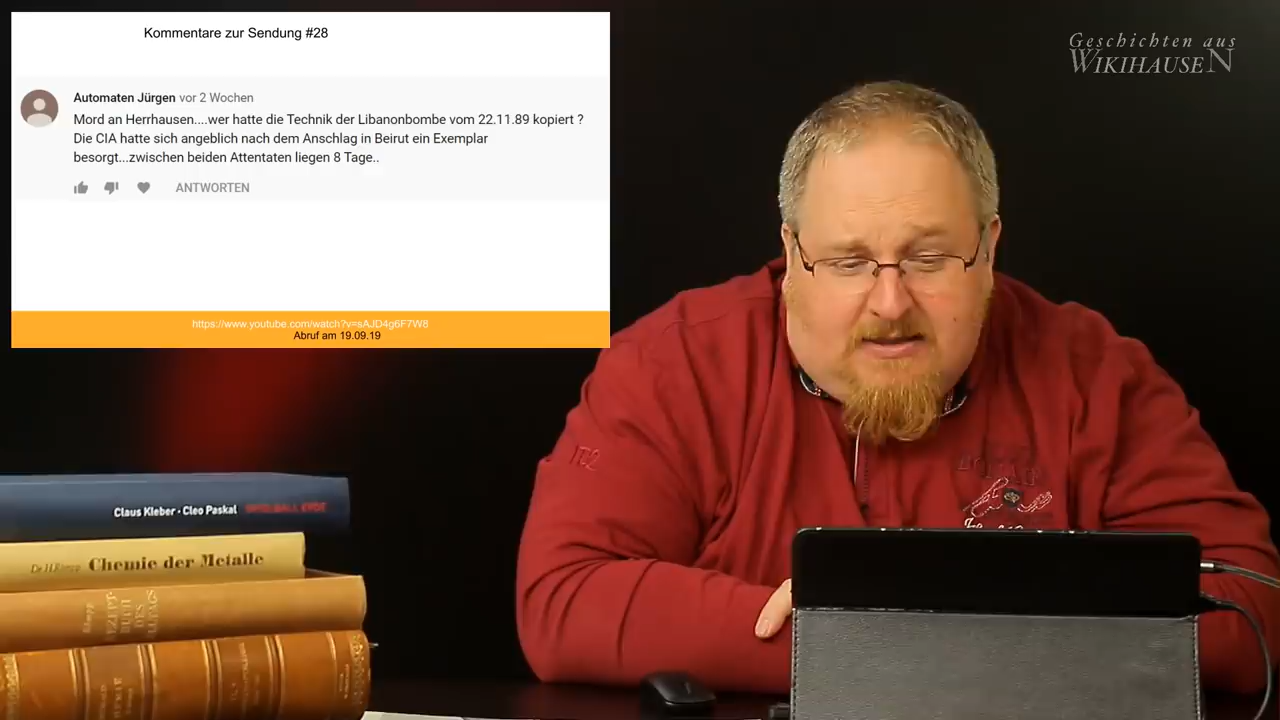 Kommentare zur Sendung #28
Automaten Jürgen vor 2 Wochen
Mord an Herrhausen....wer hatte die Technik der Libanonbombe vom 22.11.89 kopiert ?
Die CIA hatte sich angeblich nach dem Anschlag in Beirut ein Exemplar
besorgt...zwischen beiden Attentaten liegen 8 Tage..
ANTWORTEN
https://www.youtube.com/watch?v=sAJD4g6F7W8
Abruf am 19.09.19
Geschichten aus
WIKIHAUSEN
Claus Kleber · Cleo Paskal SPIELBALL ERDE
Chemie der Metalle